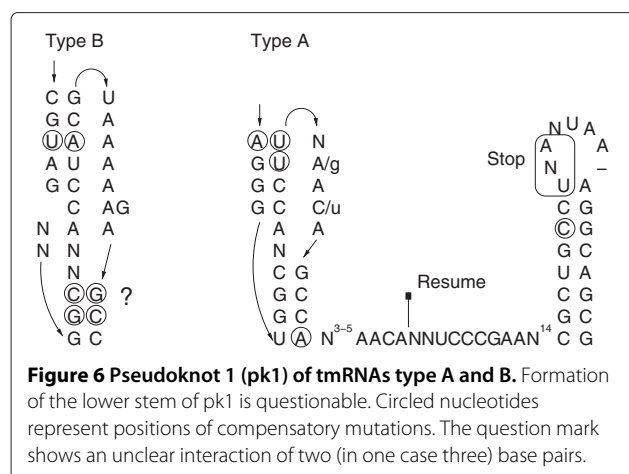 Type B Type A
C G U
G C A
N U A
U A A A U N A A
A U A G U A/g Stop N –
G C A G C A U A
C AG G C C/u C G
N A A A A C G
N N N G C
N C G U A
C G ? G C Resume C G
G C G C G C
G C U A N3–5 AACANNUCCCGAAN14 C G
Figure 6 Pseudoknot 1 (pk1) of tmRNAs type A and B. Formation
of the lower stem of pk1 is questionable. Circled nucleotides
represent positions of compensatory mutations. The question mark
shows an unclear interaction of two (in one case three) base pairs.